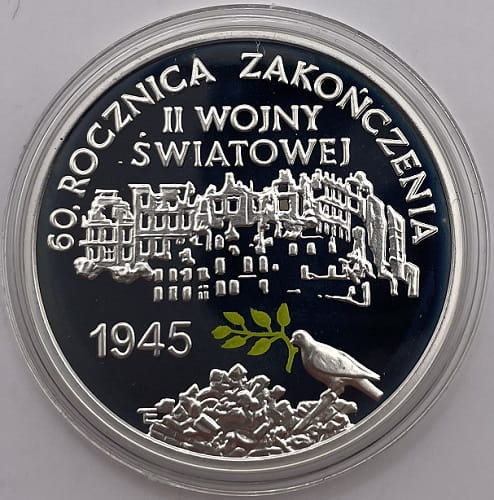 60. ROCZNICA ZAKOŃCZENIA
II WOJNY
ŚWIATOWEJ
1945